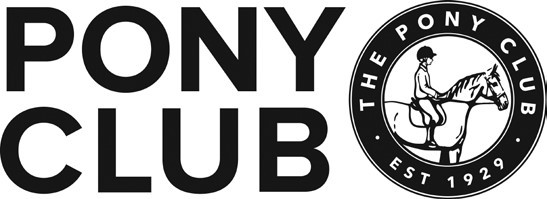 PONY
CLUB
THE PONY CLUB
• EST 1929 •